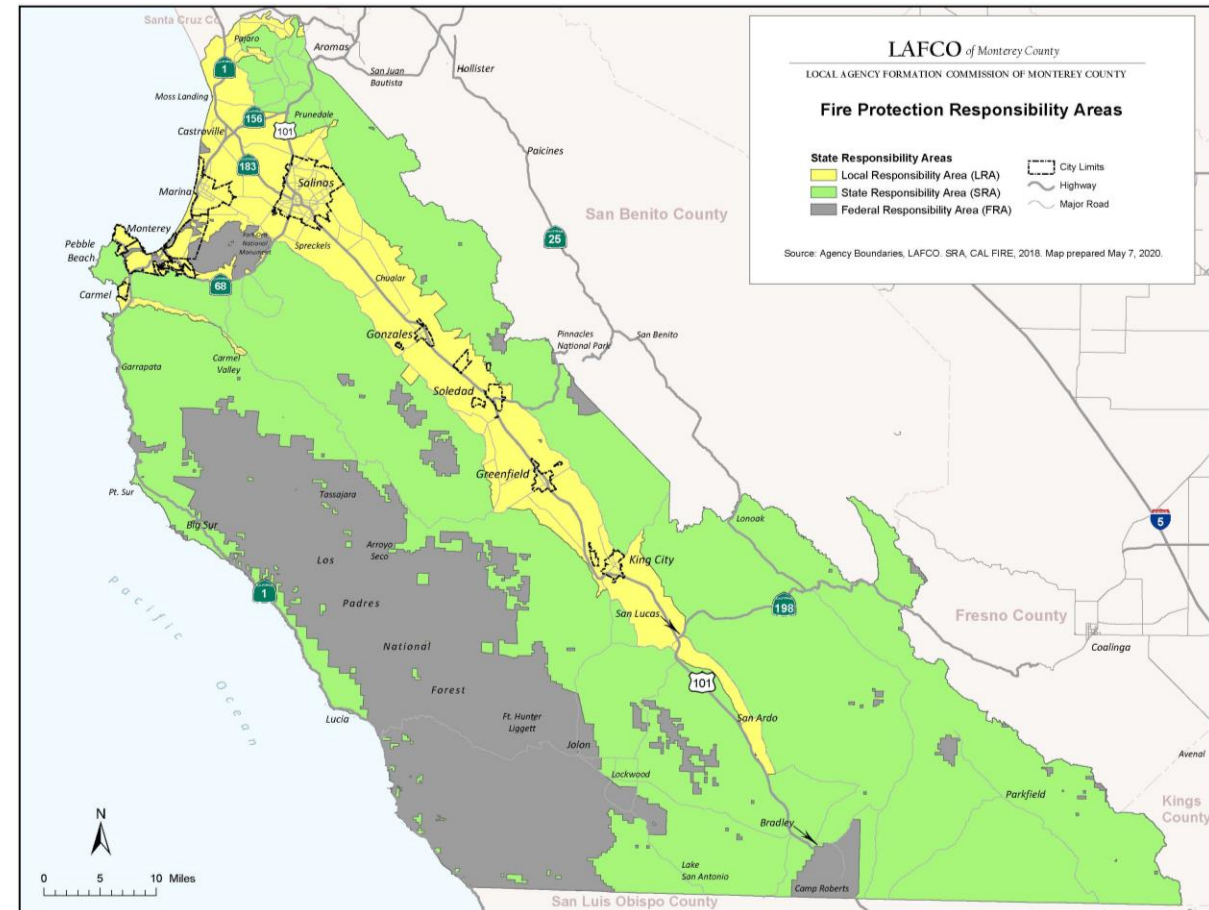 LAFCO of Monterey County
LOCAL AGENCY FORMATION COMMISSION OF MONTEREY COUNTY
Fire Protection Responsibility Areas
State Responsibility Areas
Local Responsibility Area (LRA)
State Responsibility Area (SRA)
Federal Responsibility Area (FRA)
City Limits
Highway
Major Road
Source: Agency Boundaries, LAFCO. SRA, CAL FIRE, 2018. Map prepared May 7, 2020.
Santa Cruz Co.
Pajaro
Aromas
1
San Juan
Bautista
Hollister
Moss Landing
156
Prunedale
Castroville
101
183
Paicines
Salinas
Marina
San Benito County
Monterey
Fort Ord
National
Monument
25
Pebble
Beach
Spreckels
Chualar
68
Carmel
Gonzales
Pinnacles
National Park
San Benito
Carmel
Valley
Garrapata
Soledad
Greenfield
Pt. Sur
Tassajara
Lonoak
5
Big Sur
Arroyo
Seco
Los
King City
1
Padres
198
San Lucas
Fresno County
Pacific
Ocean
National
Coalinga
Forest
101
Lucia
Ft. Hunter
Liggett
San Ardo
Jolon
Avenal
Lockwood
Parkfield
Kings
County
Bradley
N
Lake
San Antonio
0 5 10 Miles
Camp Roberts
San Luis Obispo County